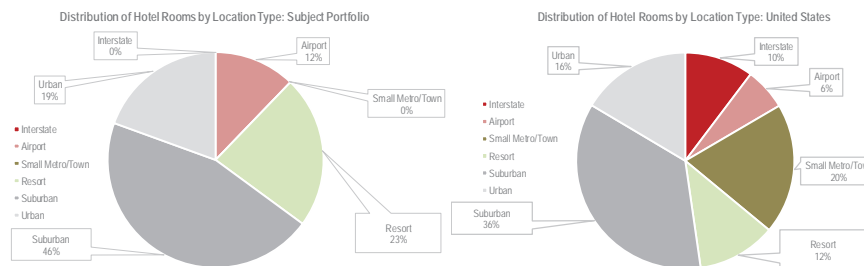 Distribution of Hotel Rooms by Location Type: Subject Portfolio
Interstate
0%
Airport
12%
Urban
19%
Small Metro/Town
0%
Interstate
Airport
Small Metro/Town
Resort
Suburban
Urban
Suburban
46%
Resort
23%
Distribution of Hotel Rooms by Location Type: United States
Interstate
10%
Urban
16%
Airport
6%
Interstate
Airport
Small Metro/Town
Resort
Suburban
Urban
Small Metro/Tow
20%
Suburban
36%
Resort
12%